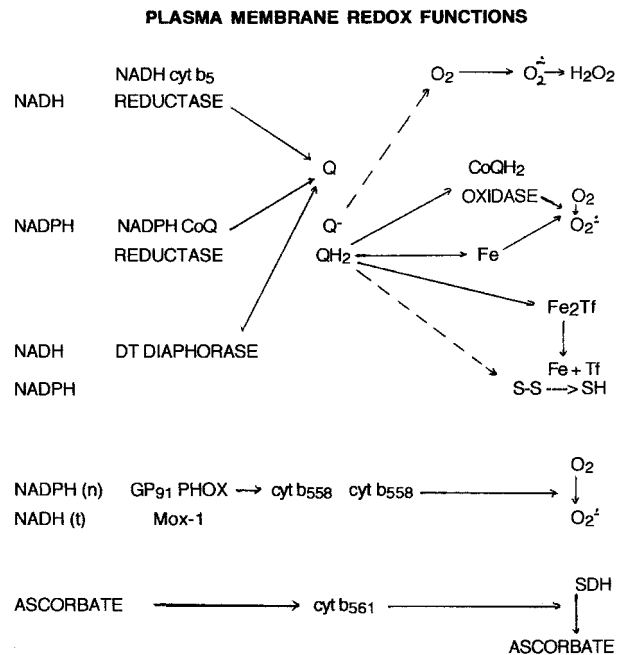 PLASMA MEMBRANE REDOX FUNCTIONS
NADH cyt b5
O2 O2∸ H2O2
NADH REDUCTASE
Q
CoQH2
OXIDASE O2
NADPH NADPH CoQ Q- O2∸
REDUCTASE QH2 Fe
Fe2Tf
NADH DT DIAPHORASE
Fe + Tf
NADPH S-S ----> SH
O2
NADPH (n) GP91 PHOX cyt b558 cyt b558
NADH (t) Mox-1 O2∸
SDH
ASCORBATE cyt b561
ASCORBATE